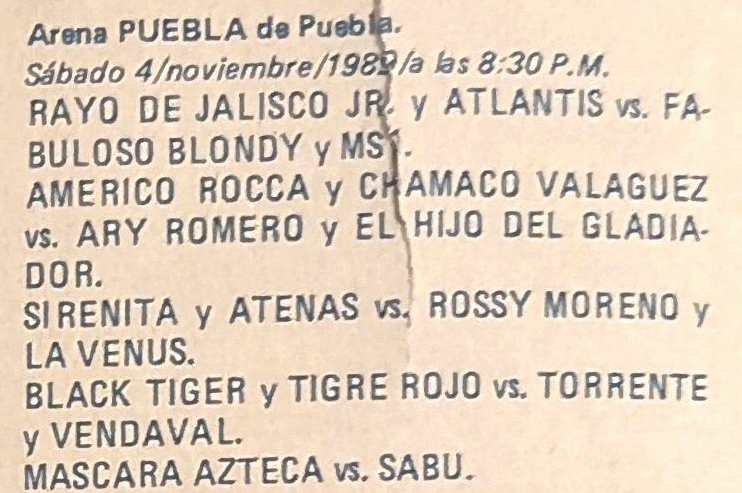 Arena PUEBLA de Puebla.
Sábado 4/noviembre/1989/a las 8:30 P.M.
RAYO DE JALISCO JR. y ATLANTIS vs. FA-
BULOSO BLONDY y MS1.
AMERICO ROCCA y CHAMACO VALAGUEZ
vs. ARY ROMERO y EL HIJO DEL GLADIA-
DOR.
SIRENITA y ATENAS vs. ROSSY MORENO y
LA VENUS.
BLACK TIGER y TIGRE ROJO vs. TORRENTE
y VENDAVAL.
MASCARA AZTECA vs. SABU.